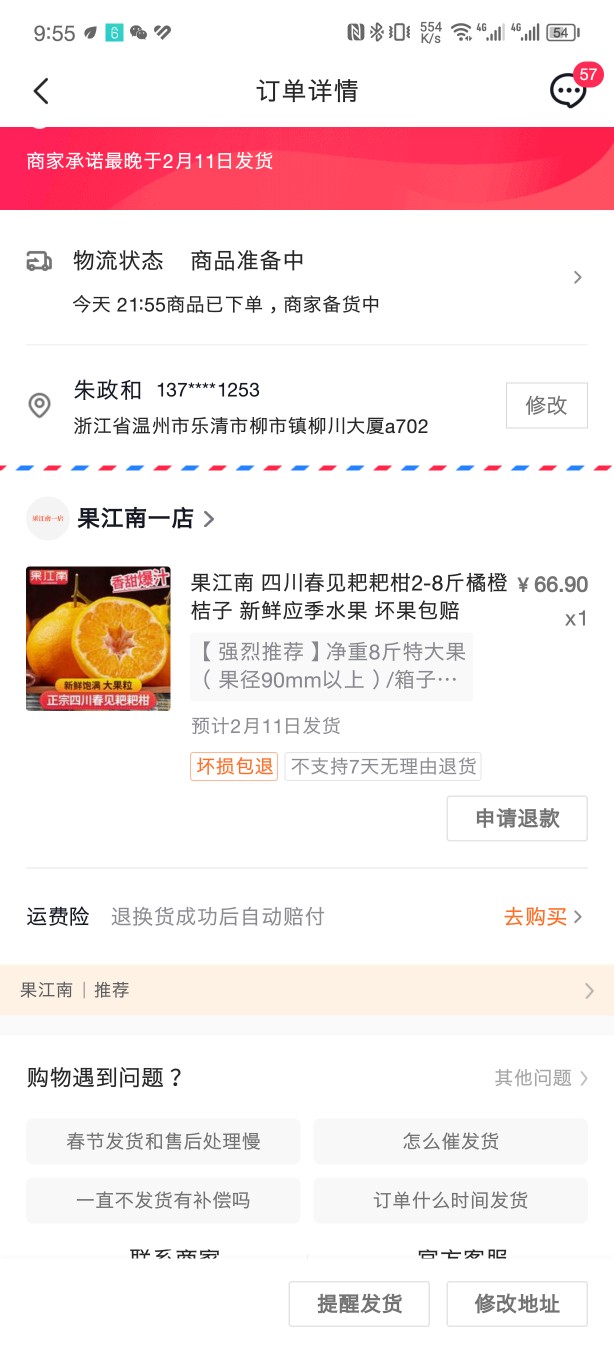 9:55
6
554
K/s
4G
4G
54
订单详情
57
商家承诺最晚于2月11日发货
物流状态 商品准备中
今天 21:55商品已下单，商家备货中
朱政和 137****1253
修改
浙江省温州市乐清市柳市镇柳川大厦a702
果江南一店
果江南一店
果江南
香甜爆汁
新鲜饱满 大果粒
正宗四川春见耙耙柑
果江南 四川春见耙耙柑2-8斤橘橙
¥66.90
桔子 新鲜应季水果 坏果包赔
x1
【强烈推荐】净重8斤特大果
（果径90mm以上）/箱子…
预计2月11日发货
坏损包退 不支持7天无理由退货
申请退款
运费险 退换货成功后自动赔付 去购买
果江南｜推荐
购物遇到问题？ 其他问题
春节发货和售后处理慢 怎么催发货
一直不发货有补偿吗 订单什么时间发货
联系商家 官方客服
提醒发货 修改地址